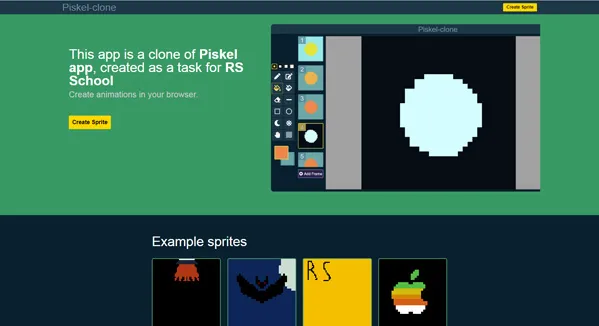 Piskel-clone
Create Sprite
Piskel-clone
This app is a clone of Piskel
app, created as a task for RS
School
Create animations in your browser.
Create Sprite
1
2
3
4
5
Add Frame
Example sprites
RS